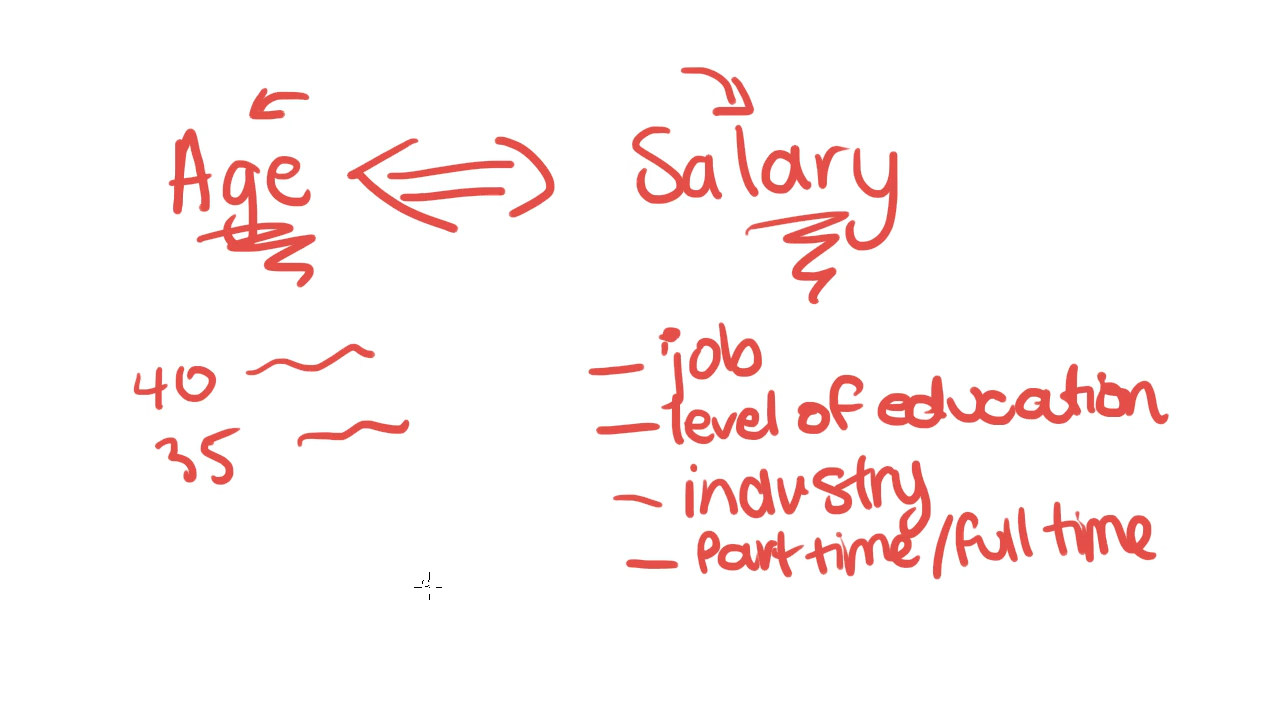 Age <=> Salary
40
35
- job
- level of education
- industry
- Part time / full time